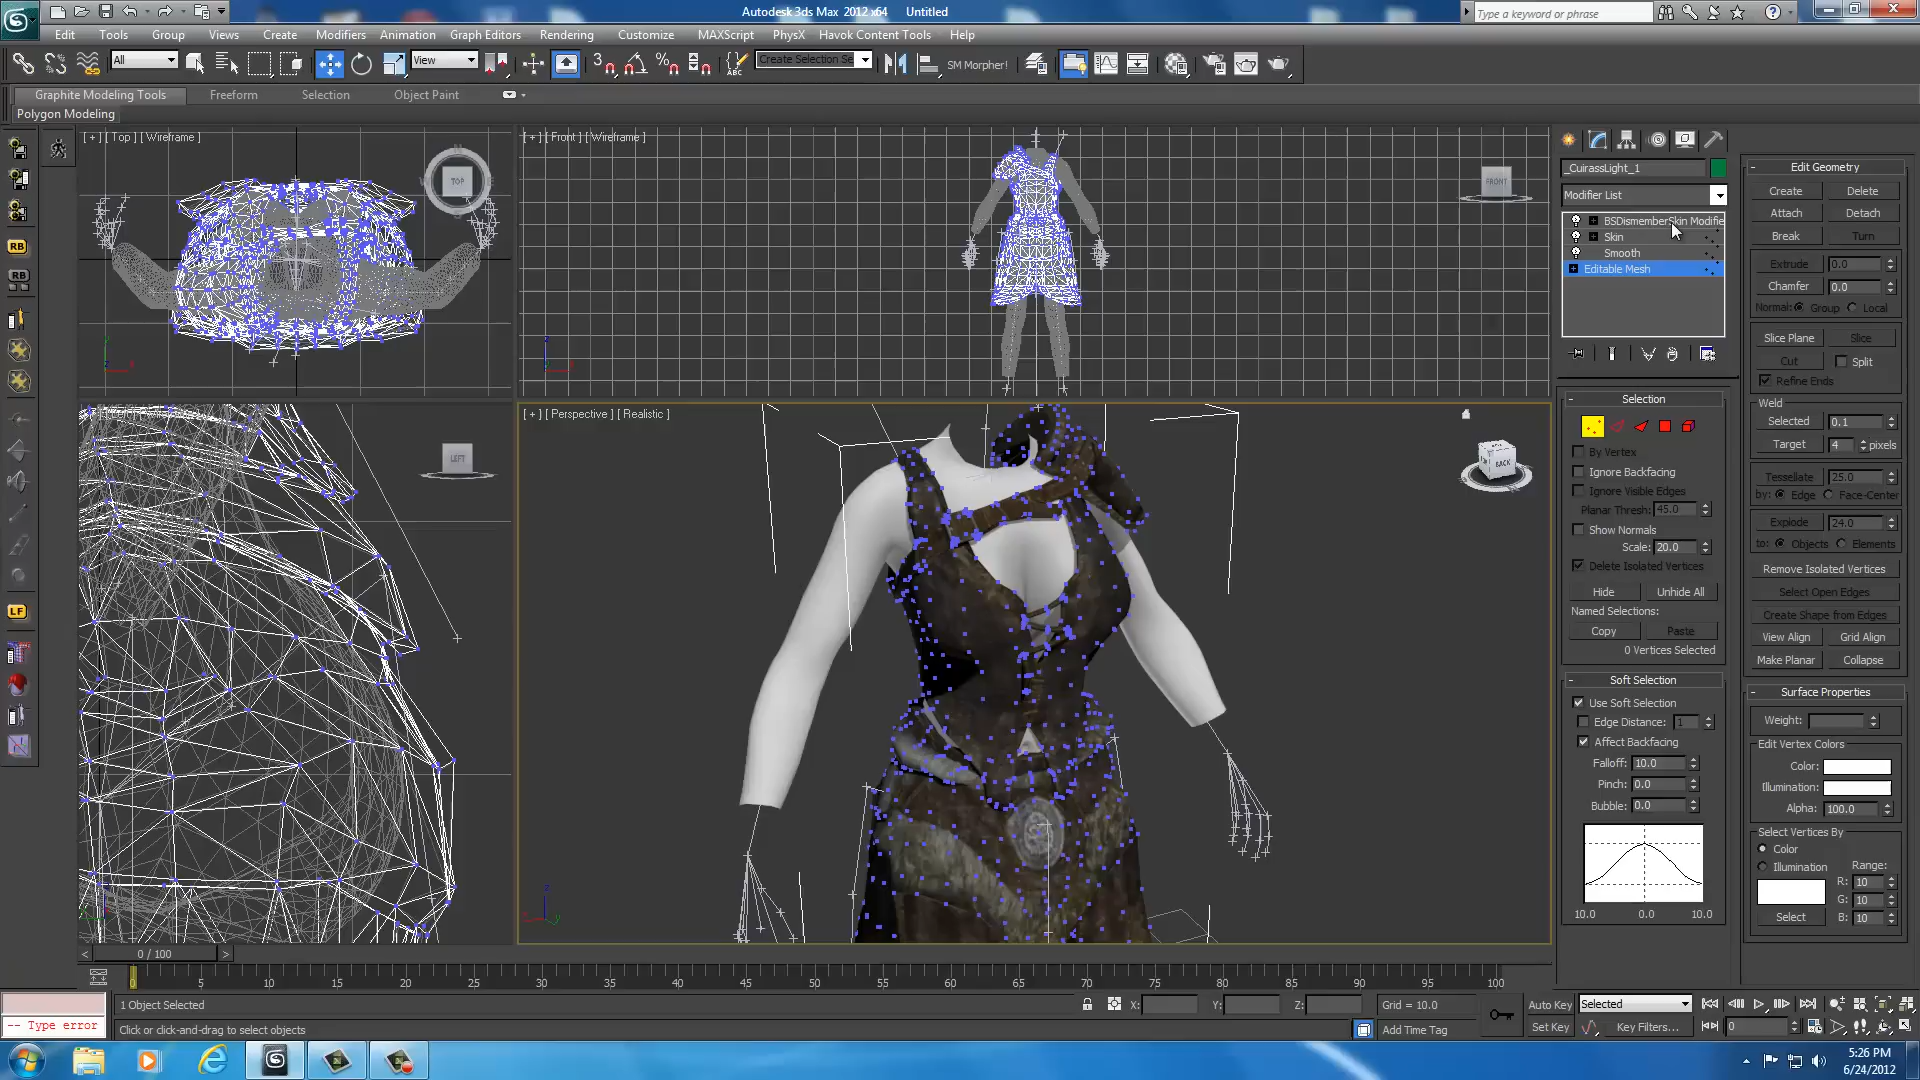 Autodesk 3ds Max 2012 x64 Untitled
Type a keyword or phrase
Edit Tools Group Views Create Modifiers Animation Graph Editors Rendering Customize MAXScript PhysX Havok Content Tools Help
All View Create Selection Se SM Morpher!
Graphite Modeling Tools Freeform Selection Object Paint
Polygon Modeling
[ + ] [ Top ] [ Wireframe ]
TOP
[ + ] [ Front ] [ Wireframe ]
FRONT
LEFT
[ + ] [ Perspective ] [ Realistic ]
BACK
RB
RB
LF
_CuirassLight_1
Modifier List
BSDismemberSkin Modifie
Skin
Smooth
Editable Mesh
Selection
By Vertex
Ignore Backfacing
Ignore Visible Edges
Planar Thresh: 45.0
Show Normals
Scale: 20.0
Delete Isolated Vertices
Hide Unhide All
Named Selections:
Copy Paste
0 Vertices Selected
Soft Selection
Use Soft Selection
Edge Distance: 1
Affect Backfacing
Falloff: 10.0
Pinch: 0.0
Bubble: 0.0
10.0 0.0 10.0
Edit Geometry
Create Delete
Attach Detach
Break Turn
Extrude 0.0
Chamfer 0.0
Normal: Group Local
Slice Plane Slice
Cut Split
Refine Ends
Weld
Selected 0.1
Target 4 pixels
Tessellate 25.0
by: Edge Face-Center
Explode 24.0
to: Objects Elements
Remove Isolated Vertices
Select Open Edges
Create Shape from Edges
View Align Grid Align
Make Planar Collapse
Surface Properties
Weight:
Edit Vertex Colors
Color:
Illumination:
Alpha: 100.0
Select Vertices By
Color
Illumination Range:
R: 10
G: 10
Select B: 10
0 / 100
0 5 10 15 20 25 30 35 40 45 50 55 60 65 70 75 80 85 90 95 100
1 Object Selected X: Y: Z: Grid = 10.0 Auto Key Selected
-- Type error Click or click-and-drag to select objects Add Time Tag Set Key Key Filters... 0
5:26 PM
6/24/2012